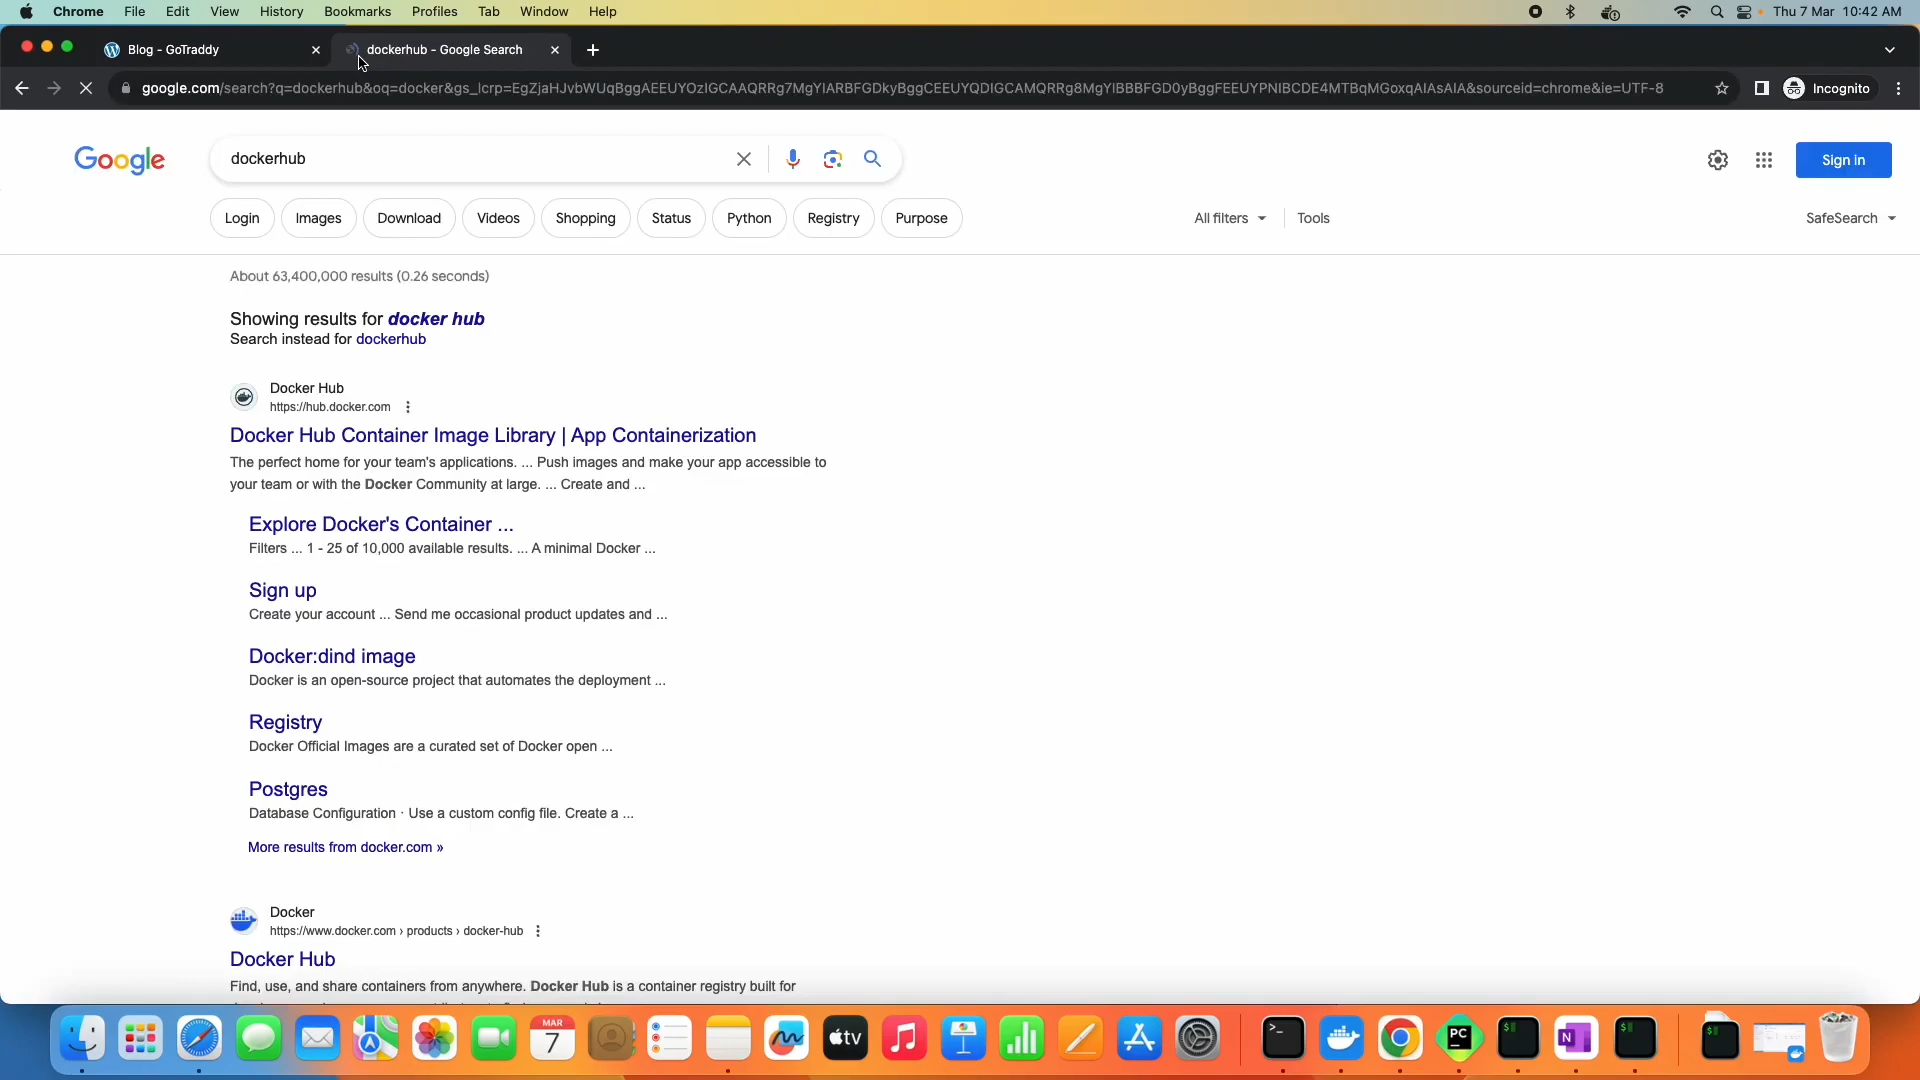 Chrome File Edit View History Bookmarks Profiles Tab Window Help
Thu 7 Mar 10:42 AM
Blog - GoTraddy
dockerhub - Google Search
google.com/search?q=dockerhub&oq=docker&gs_lcrp=EgZjaHJvbWUqBggAEEUYOzIGCAAQRRg7MgYIARBFGDkyBggCEEUYQDIGCAMQRRg8MgYIBBBFGD0yBggFEEUYPNIBCDE4MTBqMGoxqAIAsAIA&sourceid=chrome&ie=UTF-8
Incognito
Google
dockerhub
Sign in
Login Images Download Videos Shopping Status Python Registry Purpose
All filters
Tools
SafeSearch
About 63,400,000 results (0.26 seconds)
Showing results for docker hub
Search instead for dockerhub
Docker Hub
https://hub.docker.com
Docker Hub Container Image Library | App Containerization
The perfect home for your team's applications. ... Push images and make your app accessible to
your team or with the Docker Community at large. ... Create and ...
Explore Docker's Container ...
Filters ... 1 - 25 of 10,000 available results. ... A minimal Docker ...
Sign up
Create your account ... Send me occasional product updates and ...
Docker:dind image
Docker is an open-source project that automates the deployment ...
Registry
Docker Official Images are a curated set of Docker open ...
Postgres
Database Configuration · Use a custom config file. Create a ...
More results from docker.com »
Docker
https://www.docker.com › products › docker-hub
Docker Hub
Find, use, and share containers from anywhere. Docker Hub is a container registry built for
MAR
7
tv
PC
N